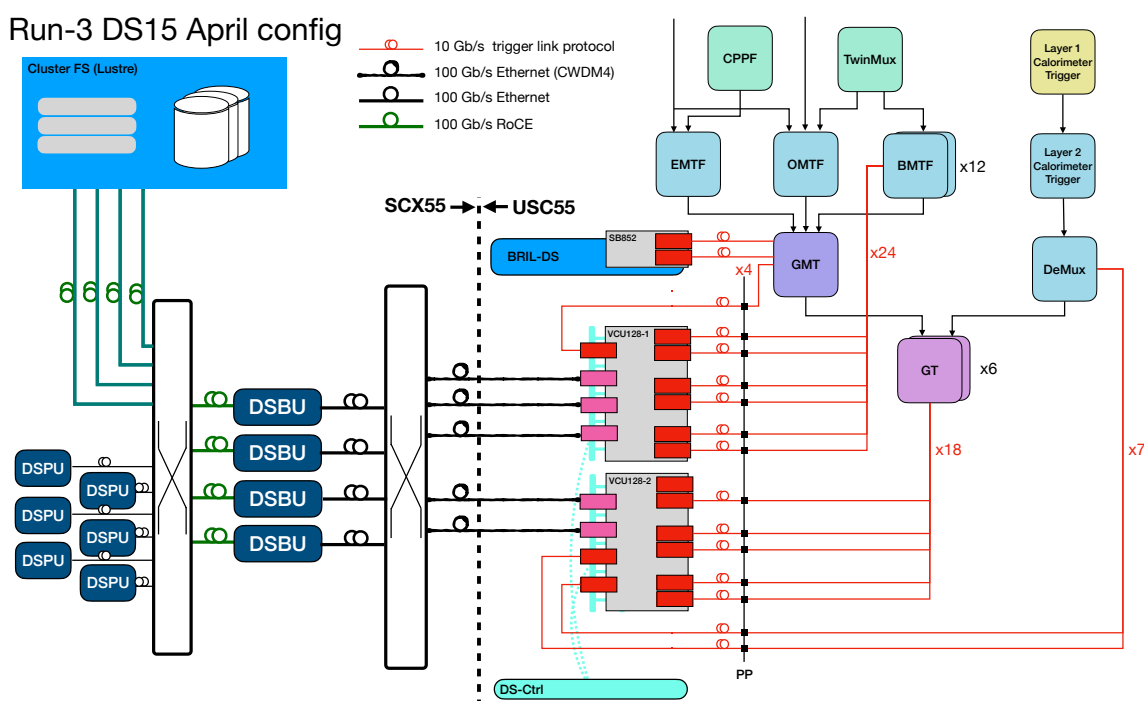 Run-3 DS15 April config
10 Gb/s trigger link protocol
100 Gb/s Ethernet (CWDM4)
100 Gb/s Ethernet
100 Gb/s RoCE
Cluster FS (Lustre)
CPPF
TwinMux
Layer 1
Calorimeter
Trigger
EMTF
OMTF
BMTF
x12
Layer 2
Calorimeter
Trigger
SCX55
USC55
SB852
BRIL-DS
x4
GMT
x24
DeMux
VCU128-1
GT
x6
DSBU
DSBU
DSBU
DSBU
x18
x7
DSPU
DSPU
DSPU
DSPU
DSPU
DSPU
VCU128-2
PP
DS-Ctrl